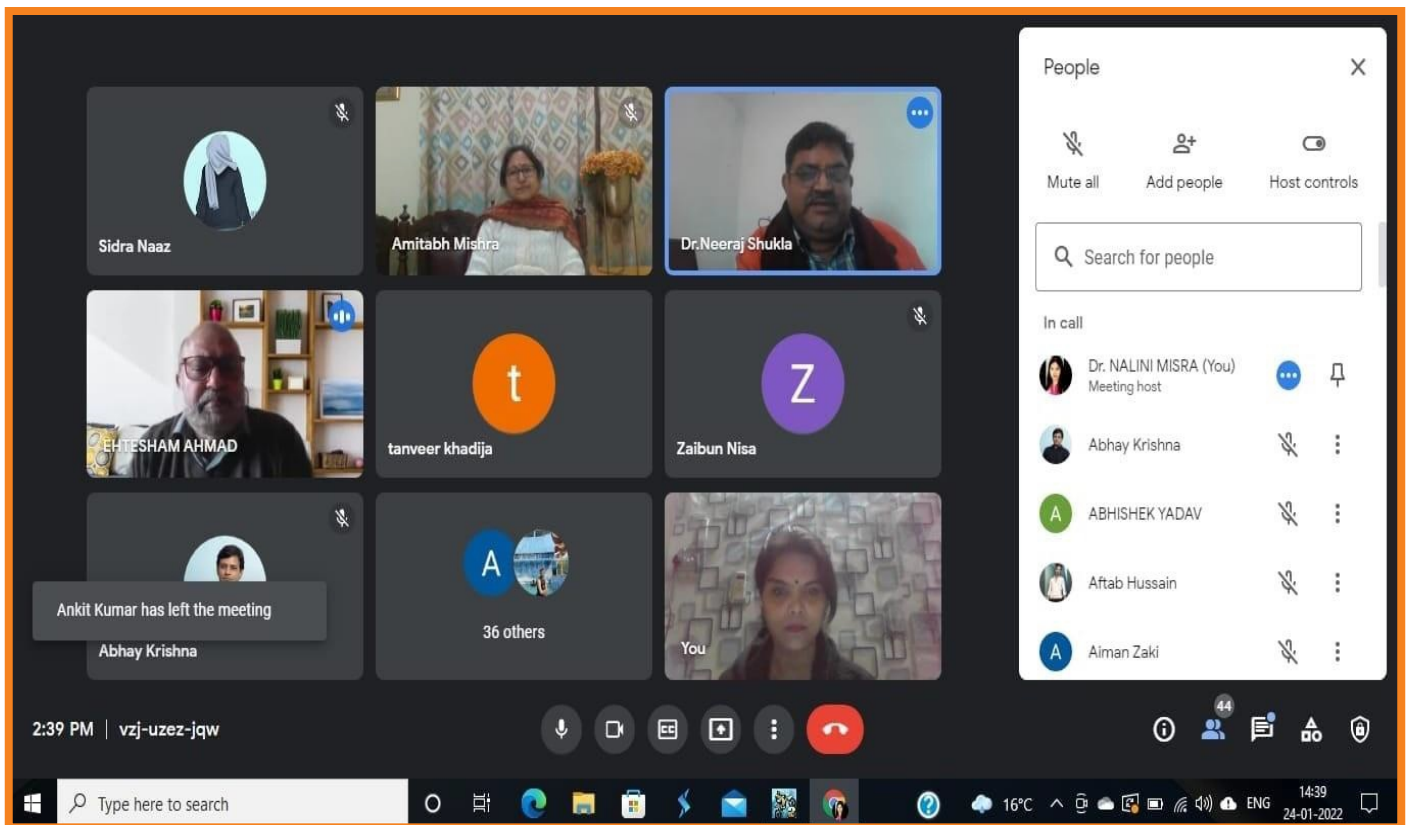 Sidra Naaz
Amitabh Mishra
Dr.Neeraj Shukla
EHTESHAM AHMAD
tanveer khadija
t
Zaibun Nisa
Z
Ankit Kumar has left the meeting
Abhay Krishna
A
36 others
You
People
Mute all
Add people
Host controls
Search for people
In call
Dr. NALINI MISRA (You)
Meeting host
Abhay Krishna
A
ABHISHEK YADAV
Aftab Hussain
A
Aiman Zaki
2:39 PM | vzj-uzez-jqw
CC
44
Type here to search
16°C
ENG
14:39
24-01-2022